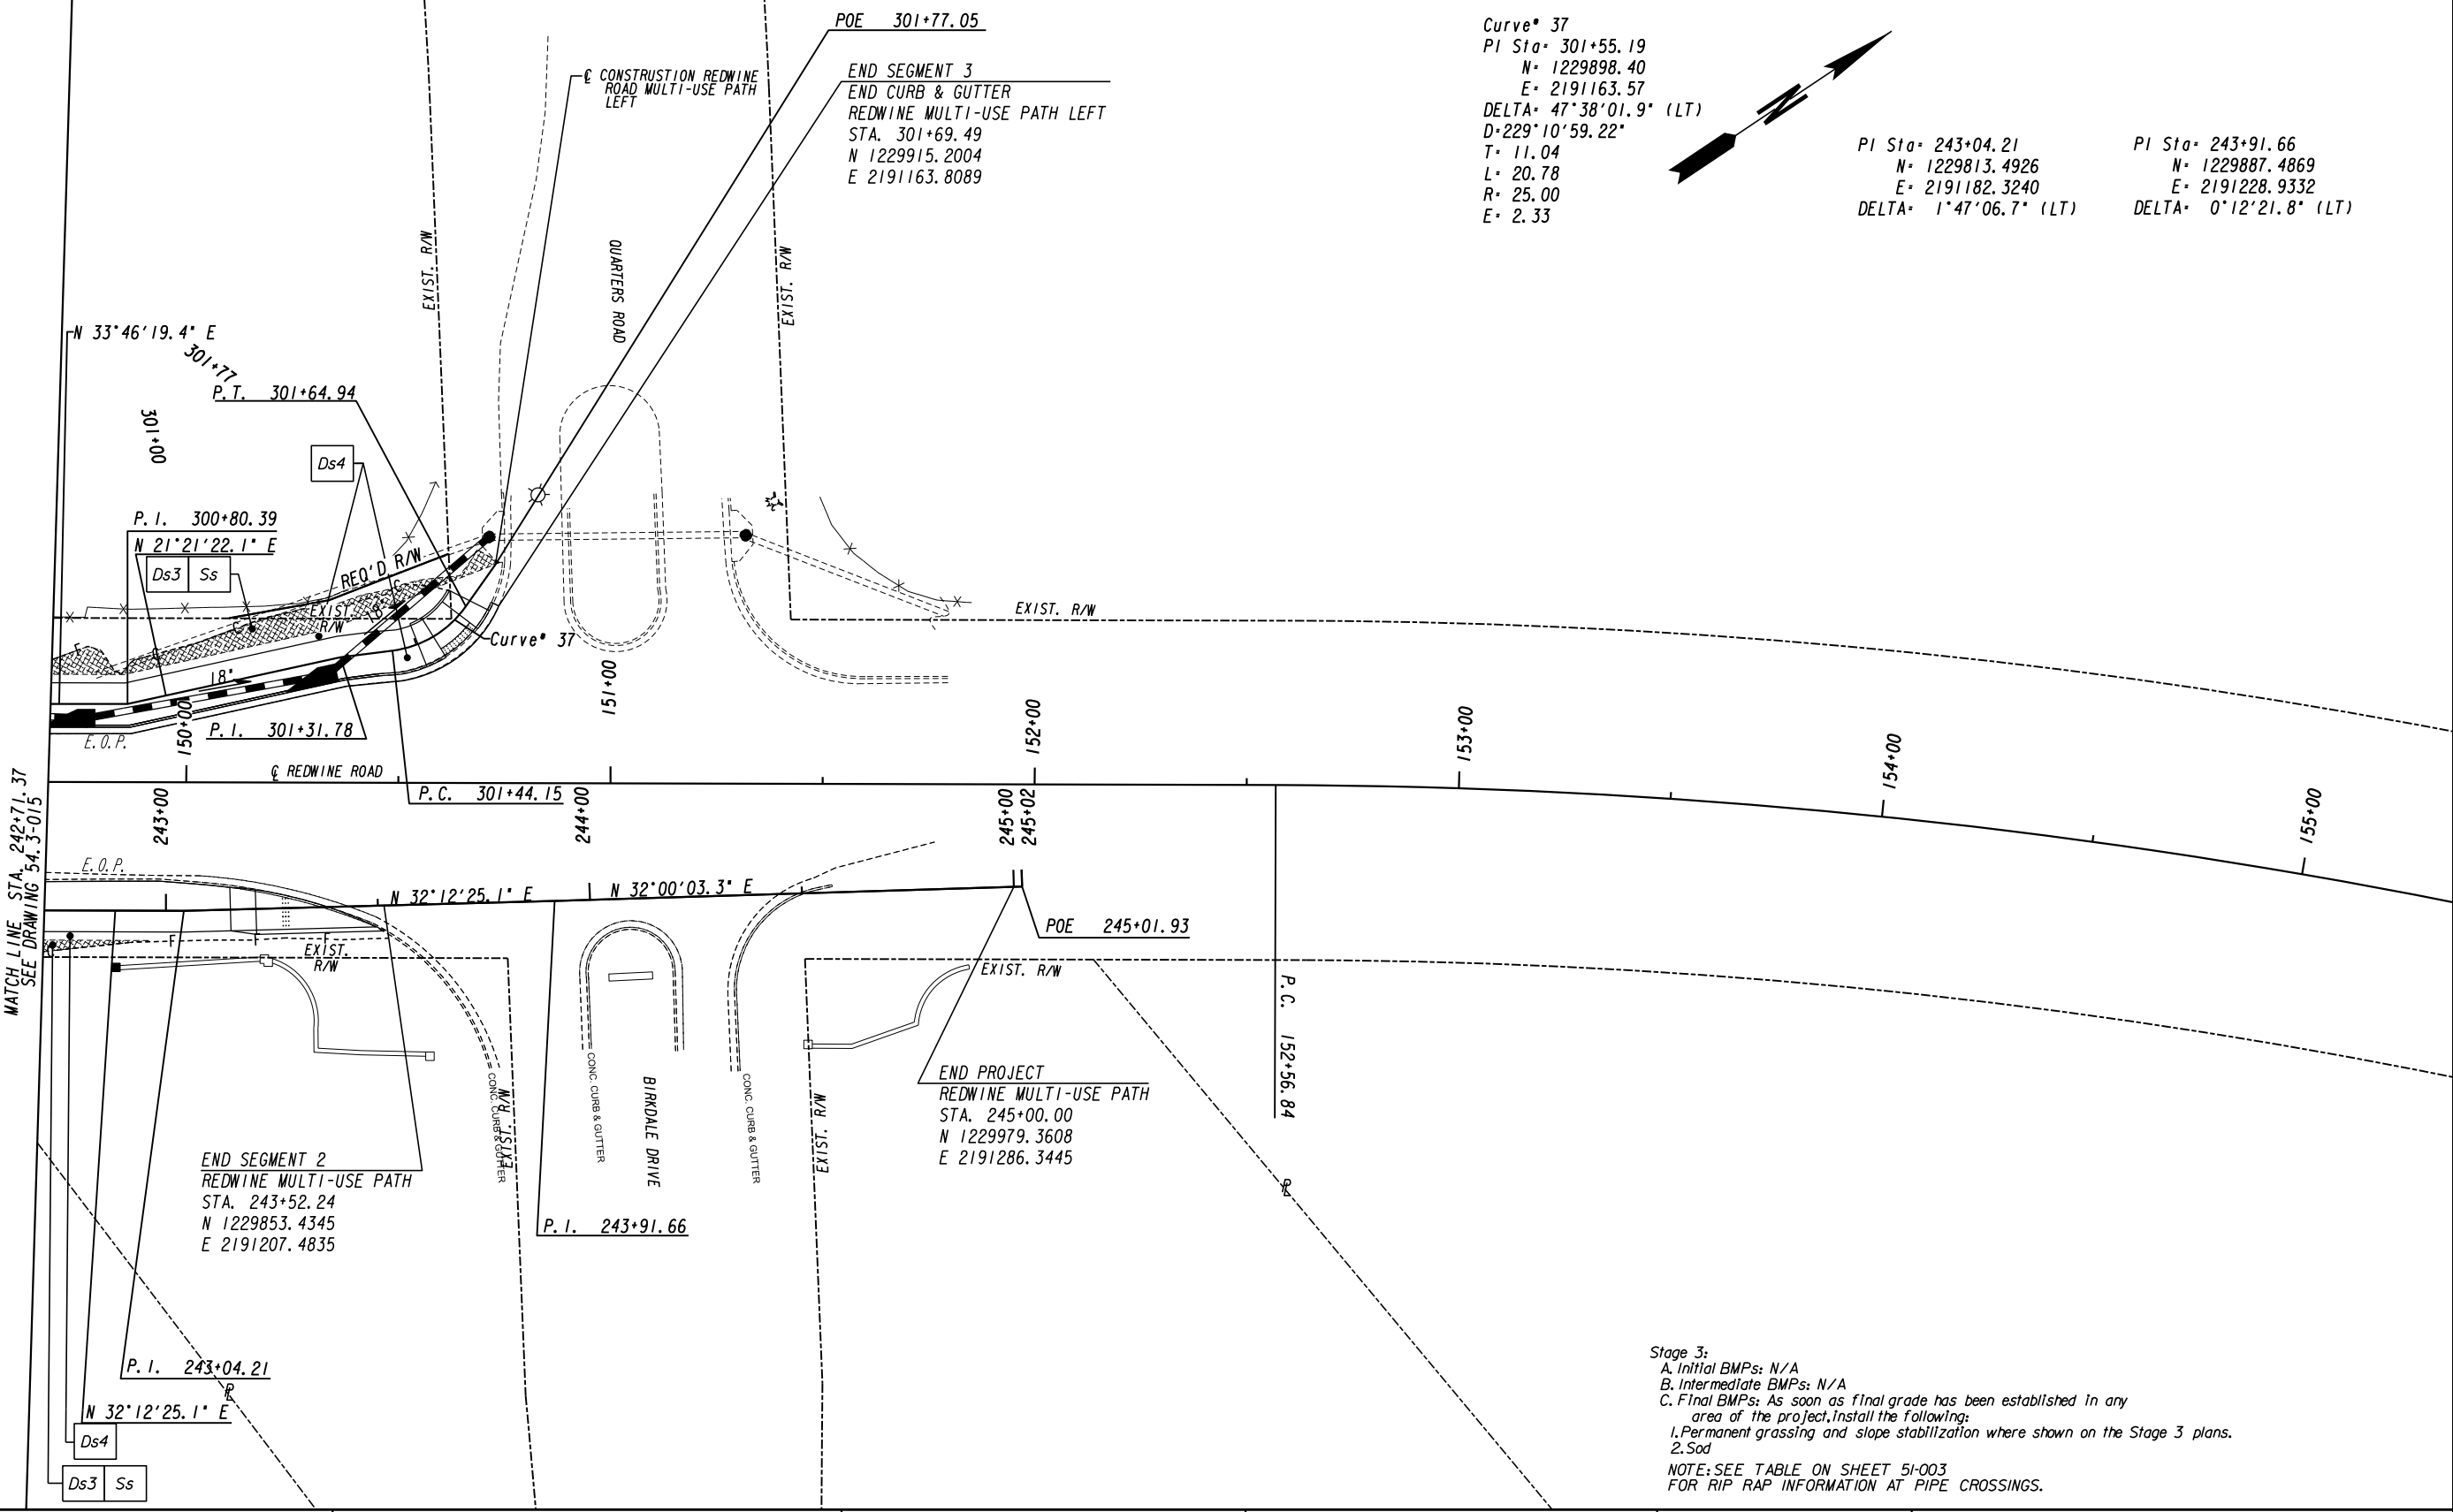 POE 301+77.05
℄ CONSTRUSTION REDWINE
ROAD MULTI-USE PATH
LEFT
END SEGMENT 3
END CURB & GUTTER
REDWINE MULTI-USE PATH LEFT
STA. 301+69.49
N 1229915.2004
E 2191163.8089
Curve# 37
PI Sta= 301+55.19
N= 1229898.40
E= 2191163.57
DELTA= 47°38'01.9" (LT)
D=229°10'59.22"
T= 11.04
L= 20.78
R= 25.00
E= 2.33
N
PI Sta= 243+04.21
N= 1229813.4926
E= 2191182.3240
DELTA= 1°47'06.7" (LT)
PI Sta= 243+91.66
N= 1229887.4869
E= 2191228.9332
DELTA= 0°12'21.8" (LT)
EXIST. R/W
QUARTERS ROAD
EXIST. R/W
N 33°46'19.4" E
301+77
P.T. 301+64.94
301+00
Ds4
P.I. 300+80.39
N 21°21'22.1" E
Ds3 Ss
REQ'D R/W
EXIST.
R/W
18"
C
C
C
F
18"
Curve# 37
EXIST. R/W
P.I. 301+31.78
E.O.P.
150+00
151+00
152+00
153+00
154+00
155+00
℄ REDWINE ROAD
P.C. 301+44.15
MATCH LINE STA. 242+71.37
SEE DRAWING 54.3-015
243+00
244+00
245+00
245+02
E.O.P.
N 32°12'25.1" E
N 32°00'03.3" E
POE 245+01.93
F
F
F
EXIST.
R/W
EXIST. R/W
P.C. 152+56.84
CONC. CURB & GUTTER
EXIST. R/W
CONC. CURB & GUTTER
BIRKDALE DRIVE
CONC. CURB & GUTTER
EXIST. R/W
END PROJECT
REDWINE MULTI-USE PATH
STA. 245+00.00
N 1229979.3608
E 2191286.3445
END SEGMENT 2
REDWINE MULTI-USE PATH
STA. 243+52.24
N 1229853.4345
E 2191207.4835
P.I. 243+91.66
℄
P.I. 243+04.21
℄
N 32°12'25.1" E
Ds4
Ds3 Ss
Stage 3:
A. Initial BMPs: N/A
B. Intermediate BMPs: N/A
C. Final BMPs: As soon as final grade has been established in any
area of the project, install the following:
1. Permanent grassing and slope stabilization where shown on the Stage 3 plans.
2. Sod
NOTE: SEE TABLE ON SHEET 51-003
FOR RIP RAP INFORMATION AT PIPE CROSSINGS.